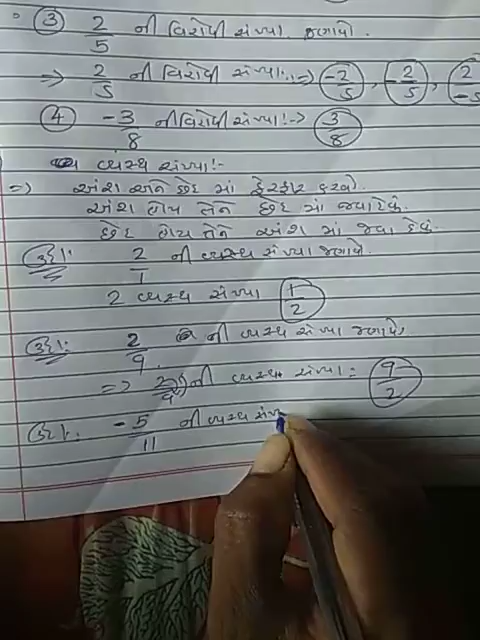 ③ 2/5 ની વિરોધી સંખ્યા જણાવો.
⇒ 2/5 ની વિરોધી સંખ્યા ⇒ -2/5 , -2/5 , 2/-5
④ -3/8 ની વિરોધી સંખ્યા :→ 3/8
વ્યસ્થ સંખ્યા :-
⇒ અંશ અને છેદ માં ફેરફાર કરવો.
અંશ હોય તેને છેદ માં જવા દેવું.
છેદ હોય તેને અંશ માં જવા દેવું.
ઉદા: 2/1 ની વ્યસ્થ સંખ્યા જણાવો.
2 વ્યસ્થ સંખ્યા 1/2
ઉદા: 2/9 ની વ્યસ્થ સંખ્યા જણાવો.
⇒ 2/9 ની વ્યસ્થ સંખ્યા = 9/2
ઉદા: -5/11 ની વ્યસ્થ સંખ્ય